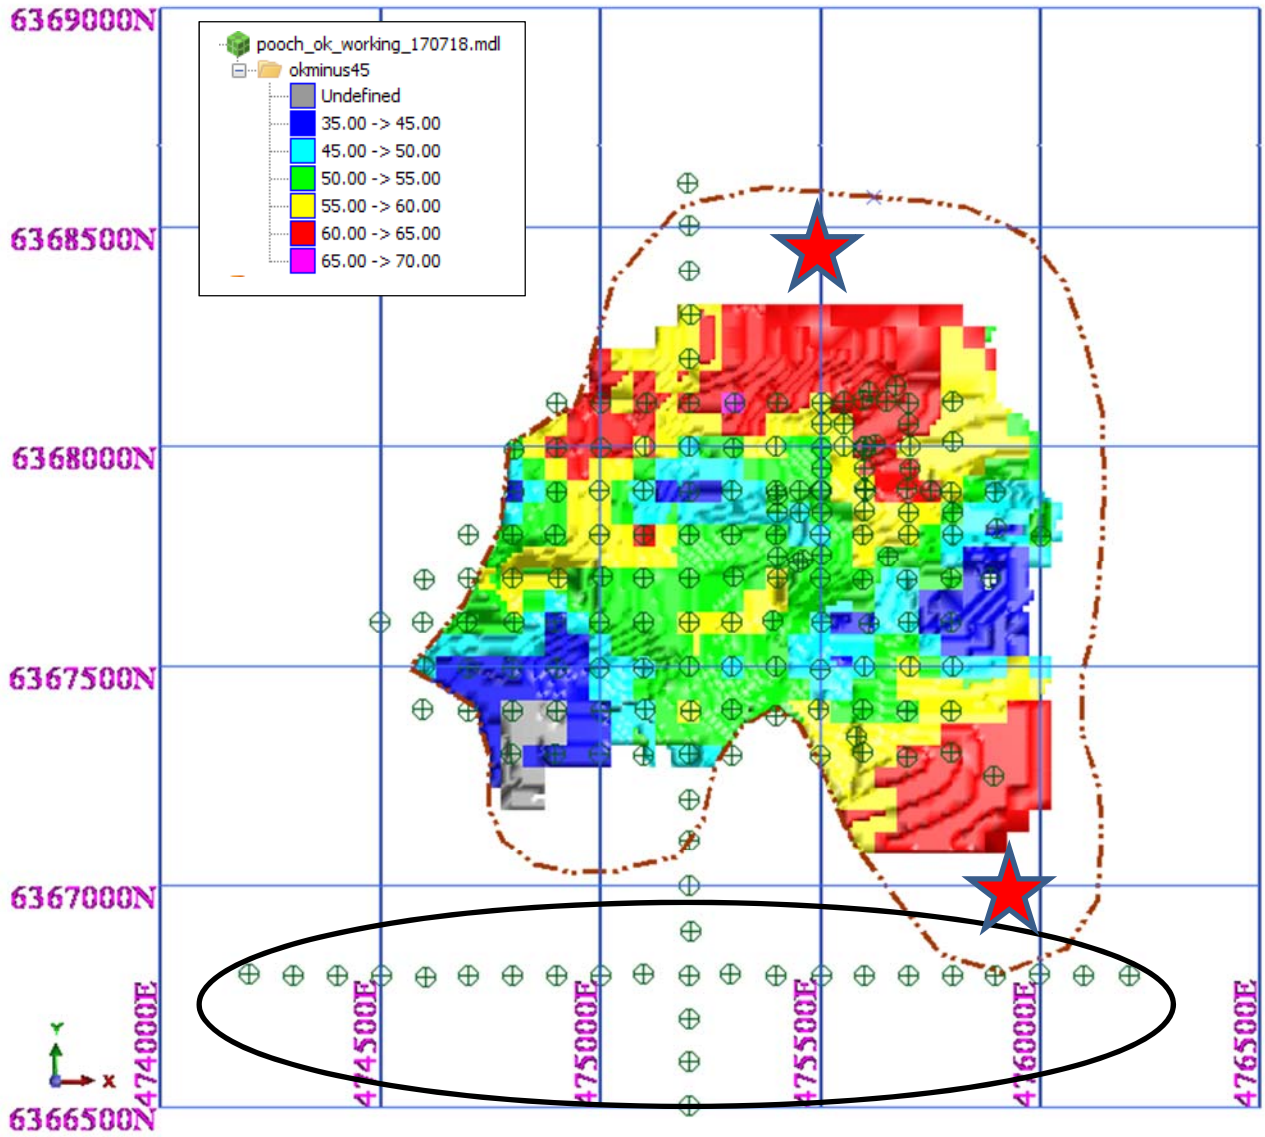 6369000N
pooch_ok_working_170718.mdl
okminus45
Undefined
35.00 -> 45.00
45.00 -> 50.00
50.00 -> 55.00
55.00 -> 60.00
60.00 -> 65.00
65.00 -> 70.00
6368500N
6368000N
6367500N
6367000N
474000E
474500E
475000E
475500E
476000E
476500E
Y
X
6366500N